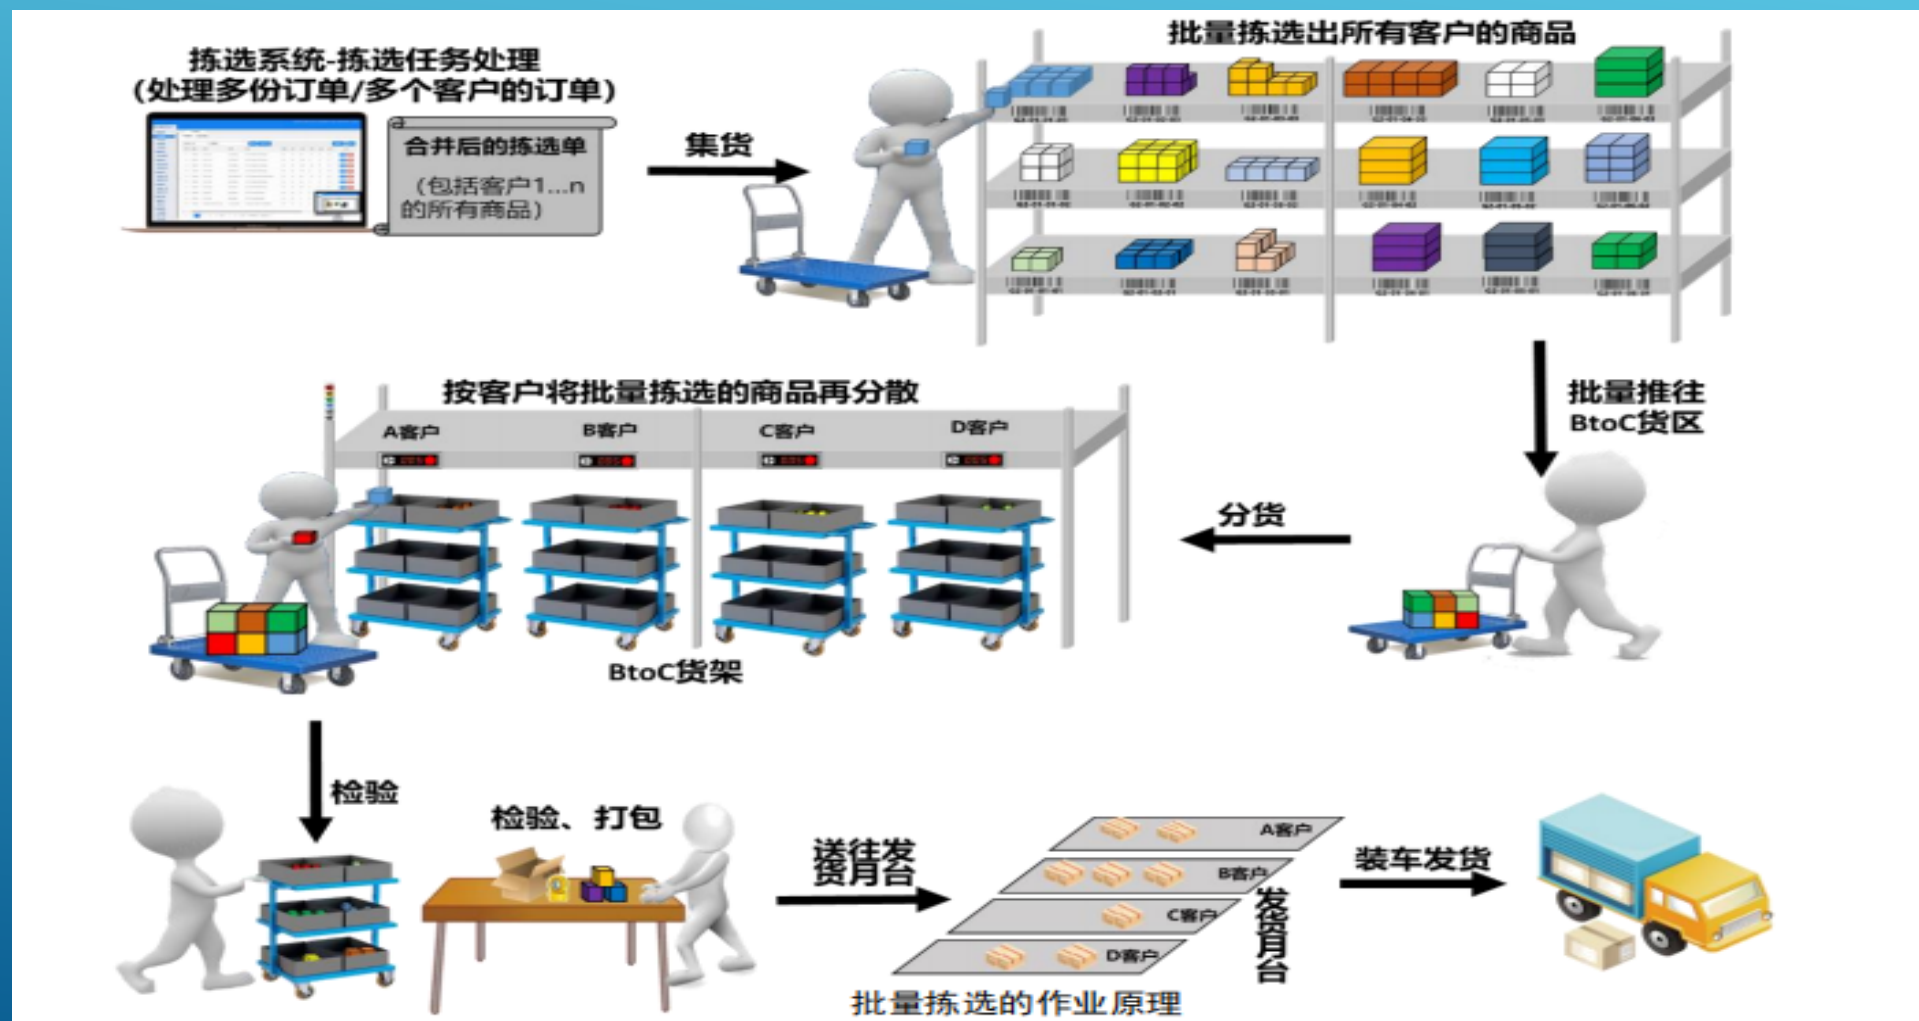 拣选系统-拣选任务处理
(处理多份订单/多个客户的订单)
合并后的拣选单
(包括客户1...n
的所有商品)
集货
批量拣选出所有客户的商品
批量推往
BtoC货区
分货
按客户将批量拣选的商品再分散
A客户
B客户
C客户
D客户
BtoC货架
检验
检验、打包
送往发
货月台
A客户
B客户
C客户
D客户
发货月台
装车发货
批量拣选的作业原理